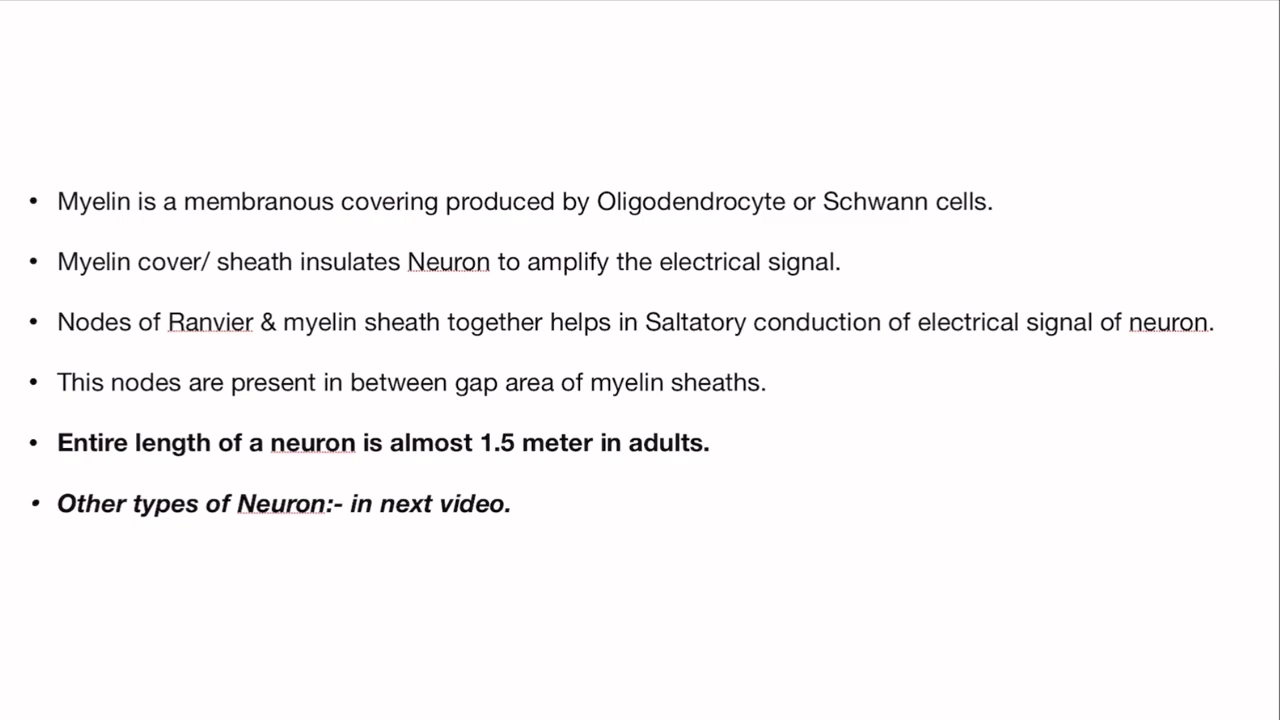 • Myelin is a membranous covering produced by Oligodendrocyte or Schwann cells.
• Myelin cover/ sheath insulates Neuron to amplify the electrical signal.
• Nodes of Ranvier & myelin sheath together helps in Saltatory conduction of electrical signal of neuron.
• This nodes are present in between gap area of myelin sheaths.
• Entire length of a neuron is almost 1.5 meter in adults.
• Other types of Neuron:- in next video.